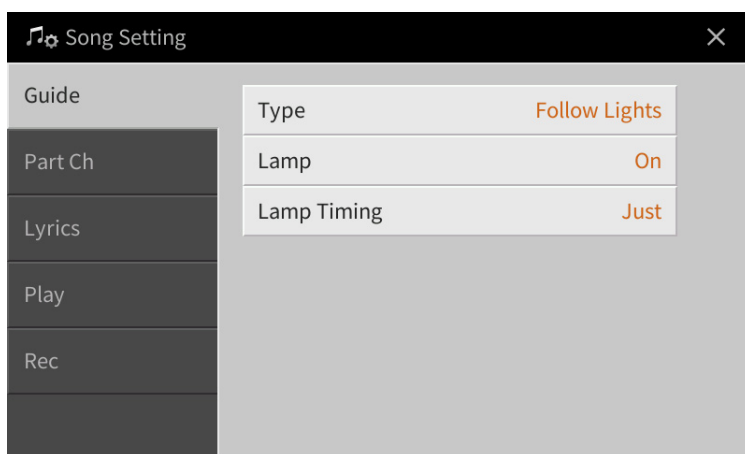 Song Setting
Guide
Type Follow Lights
Part Ch
Lamp On
Lyrics
Lamp Timing Just
Play
Rec